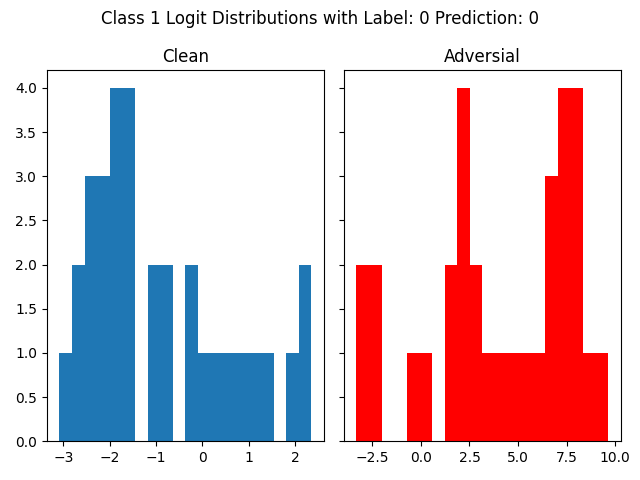 Class 1 Logit Distributions with Label: 0 Prediction: 0
Clean
Adversial
4.0
3.5
3.0
2.5
2.0
1.5
1.0
0.5
0.0
−3 −2 −1 0 1 2
−2.5 0.0 2.5 5.0 7.5 10.0